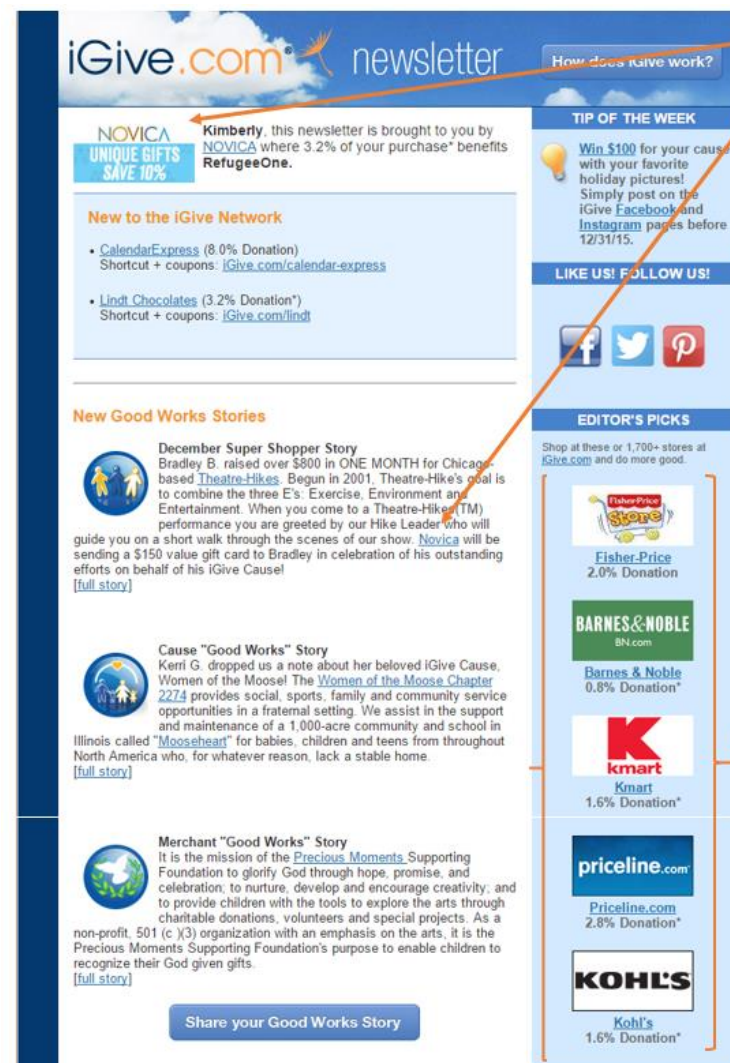 iGive.com® newsletter
How does iGive work?
NOVICA
UNIQUE GIFTS
SAVE 10%
Kimberly, this newsletter is brought to you by
NOVICA where 3.2% of your purchase* benefits
RefugeeOne.
New to the iGive Network
• CalendarExpress (8.0% Donation)
Shortcut + coupons: iGive.com/calendar-express
• Lindt Chocolates (3.2% Donation*)
Shortcut + coupons: iGive.com/lindt
New Good Works Stories
December Super Shopper Story
Bradley B. raised over $800 in ONE MONTH for Chicago-
based Theatre-Hikes. Begun in 2001, Theatre-Hike's goal is
to combine the three E's: Exercise, Environment and
Entertainment. When you come to a Theatre-Hikes(TM)
performance you are greeted by our Hike Leader who will
guide you on a short walk through the scenes of our show. Novica will be
sending a $150 value gift card to Bradley in celebration of his outstanding
efforts on behalf of his iGive Cause!
[full story]
Cause "Good Works" Story
Kerri G. dropped us a note about her beloved iGive Cause,
Women of the Moose! The Women of the Moose Chapter
2274 provides social, sports, family and community service
opportunities in a fraternal setting. We assist in the support
and maintenance of a 1,000-acre community and school in
Illinois called "Mooseheart" for babies, children and teens from throughout
North America who, for whatever reason, lack a stable home.
[full story]
Merchant "Good Works" Story
It is the mission of the Precious Moments Supporting
Foundation to glorify God through hope, promise, and
celebration; to nurture, develop and encourage creativity; and
to provide children with the tools to explore the arts through
charitable donations, volunteers and special projects. As a
non-profit, 501 (c )(3) organization with an emphasis on the arts, it is the
Precious Moments Supporting Foundation's purpose to enable children to
recognize their God given gifts.
[full story]
Share your Good Works Story
TIP OF THE WEEK
Win $100 for your cause
with your favorite
holiday pictures!
Simply post on the
iGive Facebook and
Instagram pages before
12/31/15.
LIKE US! FOLLOW US!
EDITOR'S PICKS
Shop at these or 1,700+ stores at
iGive.com and do more good.
Fisher-Price
Store
Fisher-Price
2.0% Donation
BARNES&NOBLE
BN.com
Barnes & Noble
0.8% Donation*
K
kmart
Kmart
1.6% Donation*
priceline.com
Priceline.com
2.8% Donation*
KOHL'S
Kohl's
1.6% Donation*